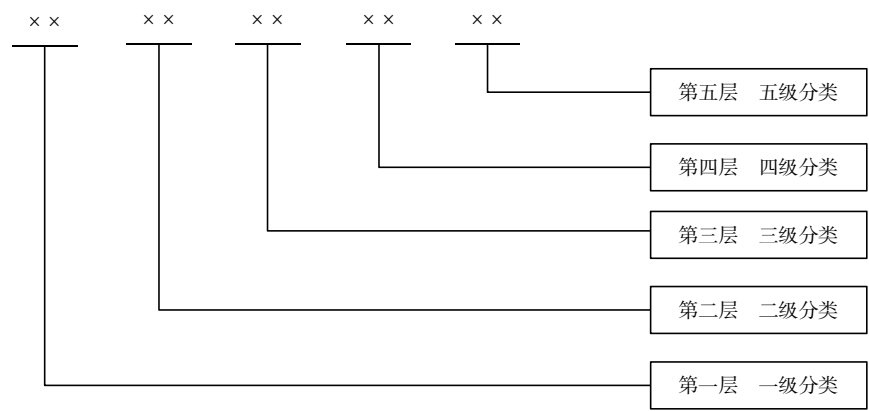 ×× ×× ×× ×× ××
第五层 五级分类
第四层 四级分类
第三层 三级分类
第二层 二级分类
第一层 一级分类